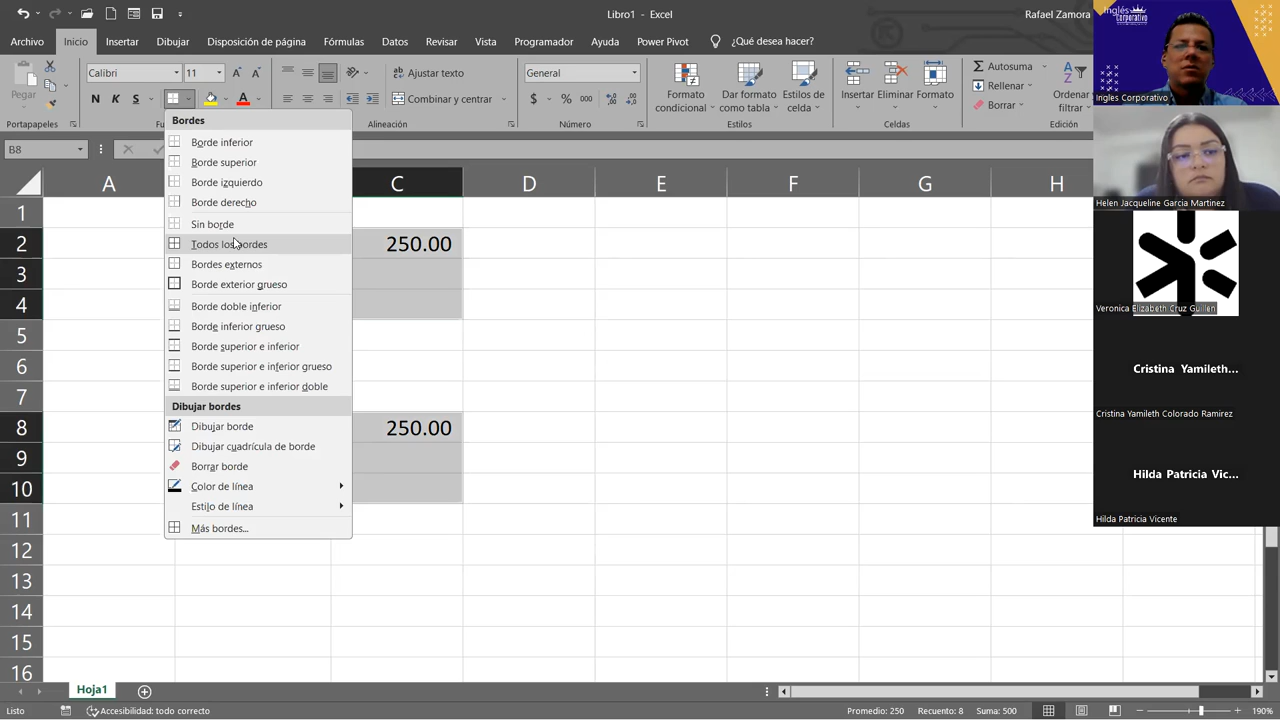 Libro1 - Excel
Rafael Zamora
Archivo Inicio Insertar Dibujar Disposición de página Fórmulas Datos Revisar Vista Programador Ayuda Power Pivot ¿Qué desea hacer?
Pegar
Calibri 11
N K S
Ajustar texto
Combinar y centrar
General
$ % 000
Formato condicional
Dar formato como tabla
Estilos de celda
Insertar Eliminar Formato
Autosuma
Rellenar
Borrar
Ordenar filtrar
Portapapeles Alineación Número Estilos Celdas Edición
B8
Bordes
Borde inferior
Borde superior
Borde izquierdo
Borde derecho
Sin borde
Todos los bordes
Bordes externos
Borde exterior grueso
Borde doble inferior
Borde inferior grueso
Borde superior e inferior
Borde superior e inferior grueso
Borde superior e inferior doble
Dibujar bordes
Dibujar borde
Dibujar cuadrícula de borde
Borrar borde
Color de línea
Estilo de línea
Más bordes...
A C D E F G H
1
2 250.00
3
4
5
6
7
8 250.00
9
10
11
12
13
14
15
16
Hoja1
Listo Accesibilidad: todo correcto Promedio: 250 Recuento: 8 Suma: 500 190%
Inglés Corporativo
Ingles Corporativo
Helen Jacqueline Garcia Martinez
Veronica Elizabeth Cruz Guillen
Cristina Yamileth...
Cristina Yamileth Colorado Ramirez
Hilda Patricia Vic...
Hilda Patricia Vicente